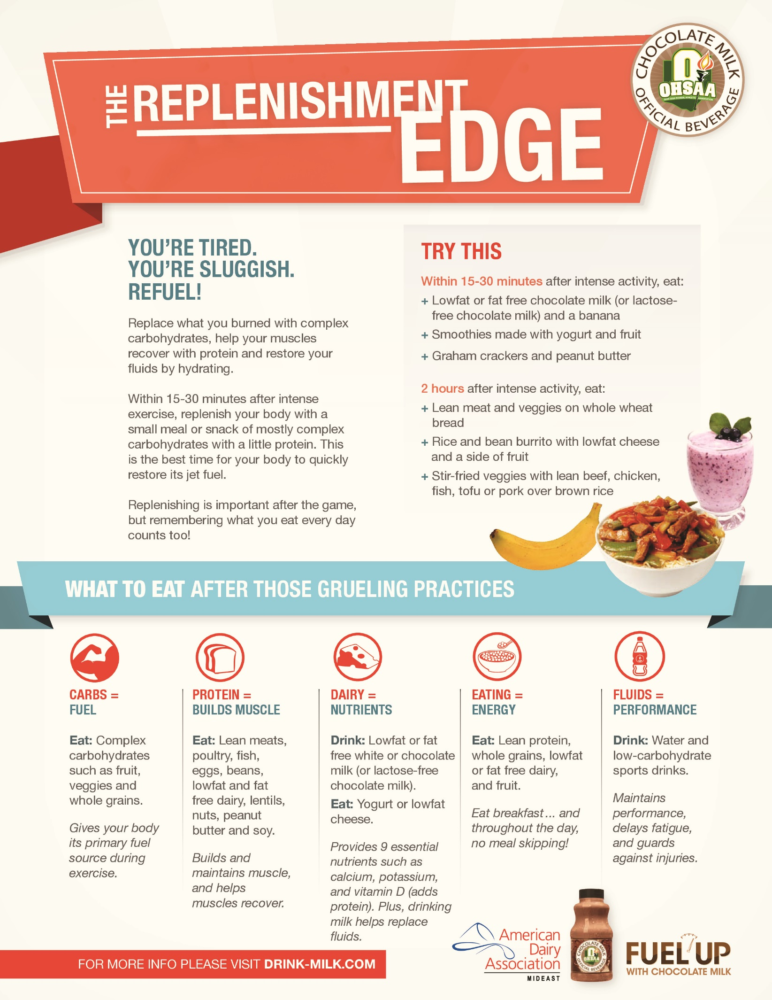 THE REPLENISHMENT
EDGE
CHOCOLATE MILK
OHSAA
OHIO HIGH SCHOOL ATHLETIC ASSOCIATION
OFFICIAL BEVERAGE
YOU'RE TIRED.
YOU'RE SLUGGISH.
REFUEL!
Replace what you burned with complex
carbohydrates, help your muscles
recover with protein and restore your
fluids by hydrating.
Within 15-30 minutes after intense
exercise, replenish your body with a
small meal or snack of mostly complex
carbohydrates with a little protein. This
is the best time for your body to quickly
restore its jet fuel.
Replenishing is important after the game,
but remembering what you eat every day
counts too!
TRY THIS
Within 15-30 minutes after intense activity, eat:
+ Lowfat or fat free chocolate milk (or lactose-
free chocolate milk) and a banana
+ Smoothies made with yogurt and fruit
+ Graham crackers and peanut butter
2 hours after intense activity, eat:
+ Lean meat and veggies on whole wheat
bread
+ Rice and bean burrito with lowfat cheese
and a side of fruit
+ Stir-fried veggies with lean beef, chicken,
fish, tofu or pork over brown rice
WHAT TO EAT AFTER THOSE GRUELING PRACTICES
CARBS =
FUEL
Eat: Complex
carbohydrates
such as fruit,
veggies and
whole grains.
Gives your body
its primary fuel
source during
exercise.
PROTEIN =
BUILDS MUSCLE
Eat: Lean meats,
poultry, fish,
eggs, beans,
lowfat and fat
free dairy, lentils,
nuts, peanut
butter and soy.
Builds and
maintains muscle,
and helps
muscles recover.
DAIRY =
NUTRIENTS
Drink: Lowfat or fat
free white or chocolate
milk (or lactose-free
chocolate milk).
Eat: Yogurt or lowfat
cheese.
Provides 9 essential
nutrients such as
calcium, potassium,
and vitamin D (adds
protein). Plus, drinking
milk helps replace
fluids.
EATING =
ENERGY
Eat: Lean protein,
whole grains, lowfat
or fat free dairy,
and fruit.
Eat breakfast... and
throughout the day,
no meal skipping!
FLUIDS =
PERFORMANCE
Drink: Water and
low-carbohydrate
sports drinks.
Maintains
performance,
delays fatigue,
and guards
against injuries.
FOR MORE INFO PLEASE VISIT DRINK-MILK.COM
American
Dairy
Association
MIDEAST
CHOCOLATE MILK
OHSAA
OFFICIAL BEVERAGE
FUEL UP
WITH CHOCOLATE MILK